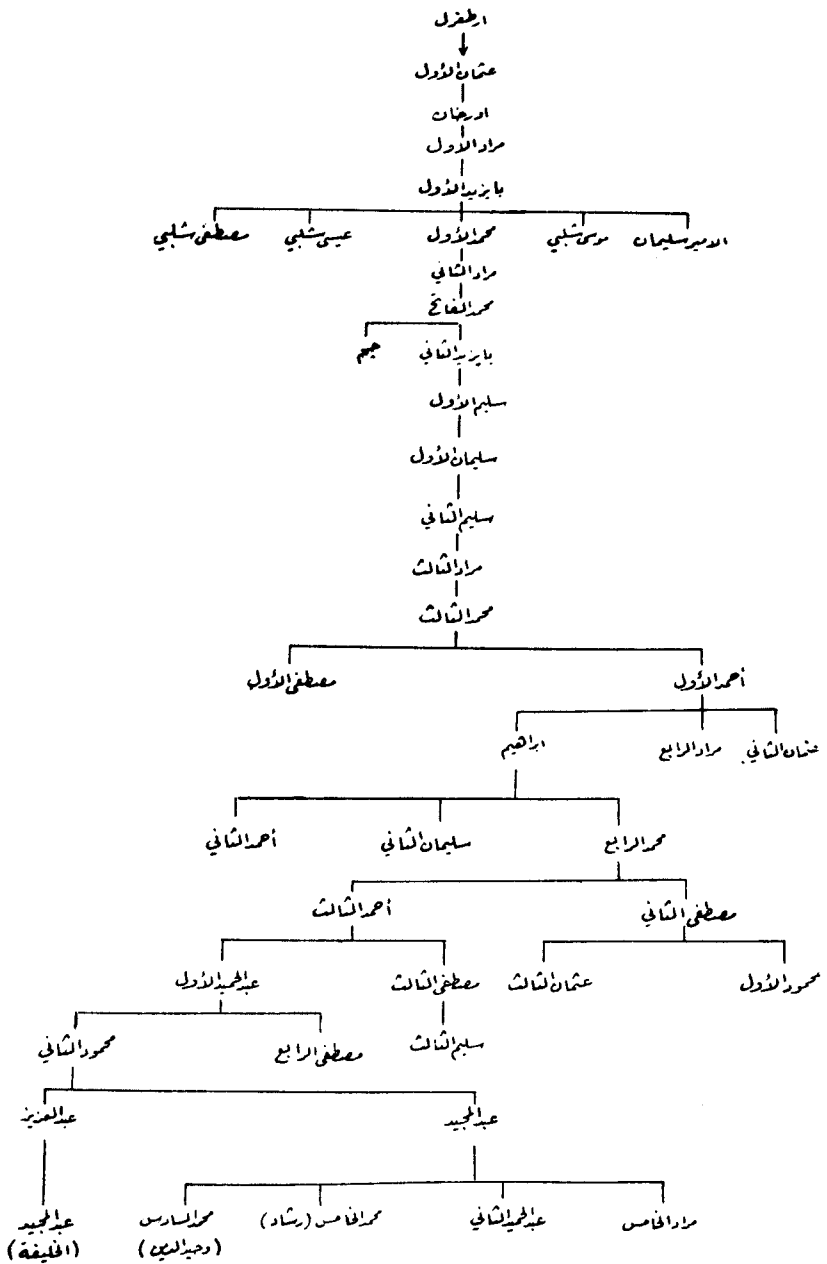 ارطغرل
عثمان الأول
اورخان
مراد الأول
بايزيد الأول
الامير سليمان موسى شلبي محمد الأول عيسى شلبي مصطفى شلبي
مراد الثاني
محمد الفاتح
بايزيد الثاني جم
سليم الأول
سليمان الأول
سليم الثاني
مراد الثالث
محمد الثالث
أحمد الأول مصطفى الأول
عثمان الثاني مراد الرابع ابراهيم
محمد الرابع سليمان الثاني أحمد الثاني
مصطفى الثاني أحمد الثالث
محمود الأول عثمان الثالث مصطفى الثالث عبد الحميد الأول
سليم الثالث مصطفى الرابع محمود الثاني
عبد المجيد عبد العزيز
مراد الخامس عبد الحميد الثاني محمد الخامس (رشاد) محمد السادس عبد المجيد
(وحيد الدين) (الخليفة)